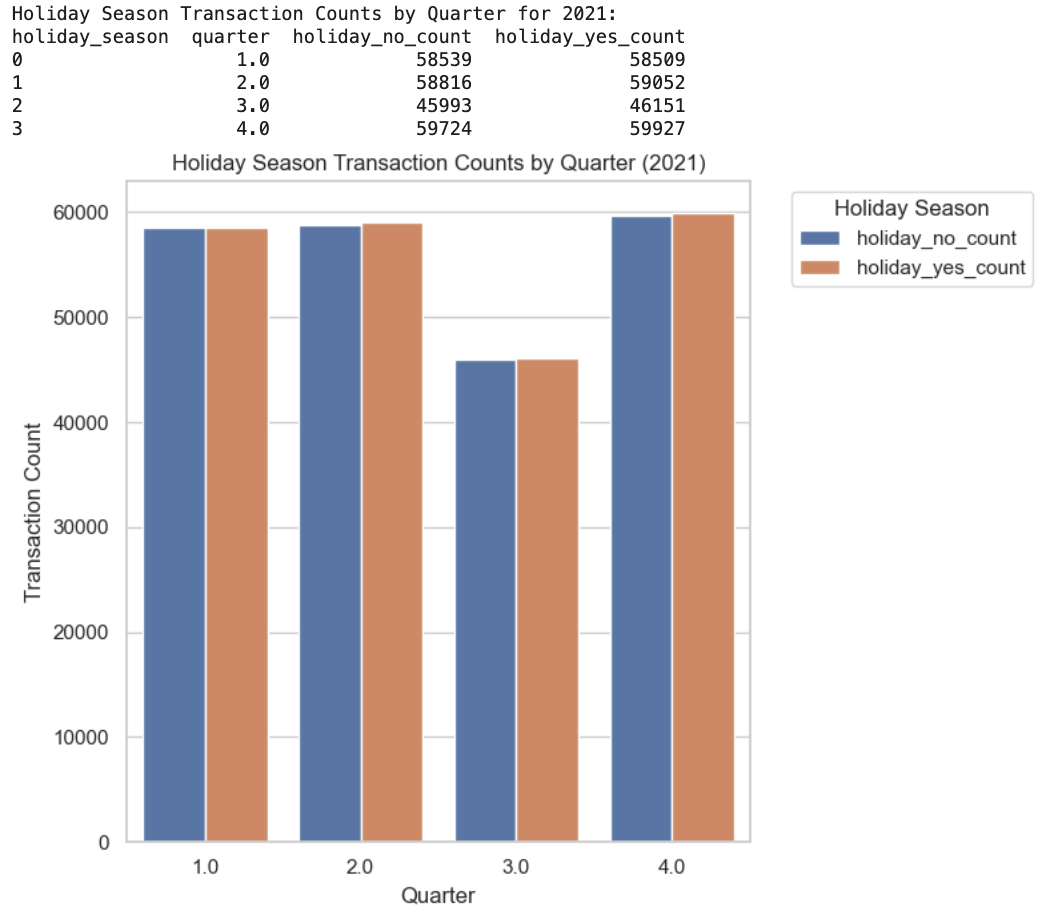 Holiday Season Transaction Counts by Quarter for 2021:
holiday_season  quarter  holiday_no_count  holiday_yes_count
0                   1.0             58539              58509
1                   2.0             58816              59052
2                   3.0             45993              46151
3                   4.0             59724              59927
Holiday Season Transaction Counts by Quarter (2021)
Holiday Season
holiday_no_count
holiday_yes_count
Transaction Count
60000
50000
40000
30000
20000
10000
0
1.0 2.0 3.0 4.0
Quarter